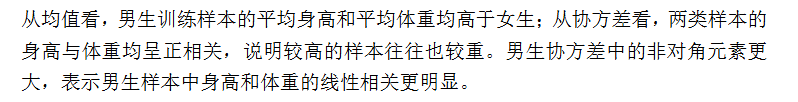 从均值看，男生训练样本的平均身高和平均体重均高于女生；从协方差看，两类样本的
身高与体重均呈正相关，说明较高的样本往往也较重。男生协方差中的非对角元素更
大，表示男生样本中身高和体重的线性相关更明显。